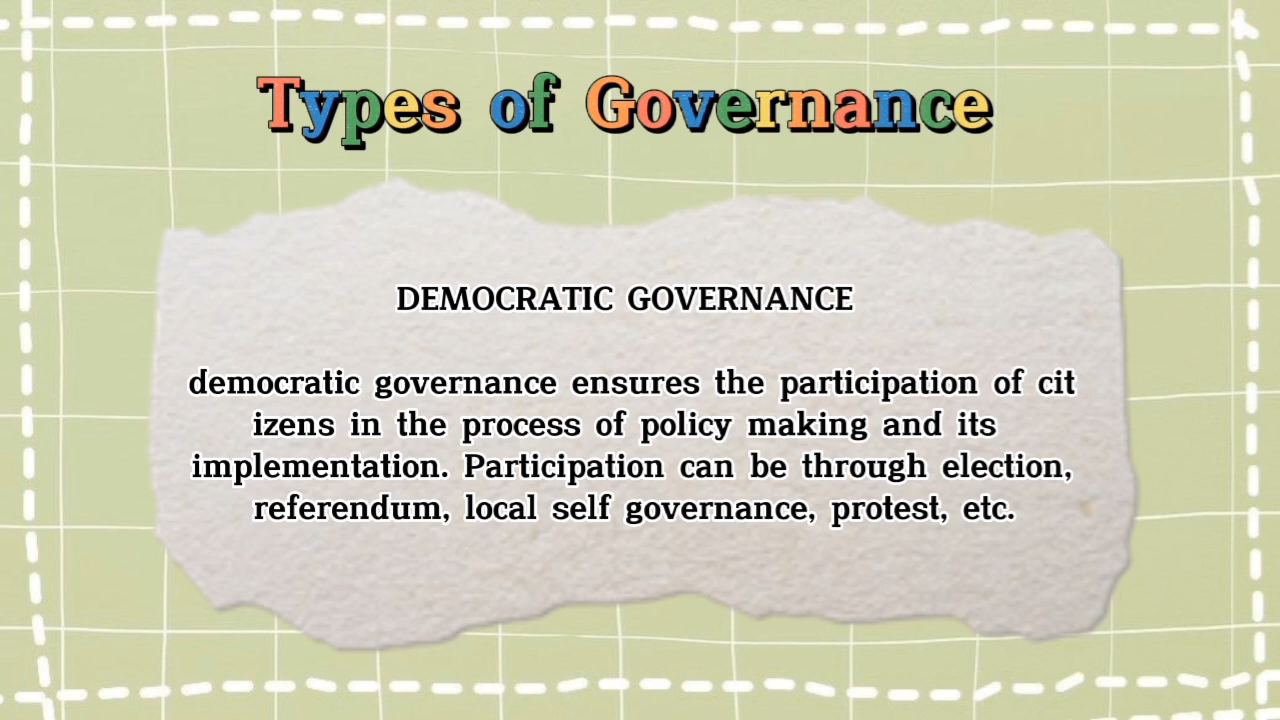 Types of Governance
DEMOCRATIC GOVERNANCE
democratic governance ensures the participation of cit
izens in the process of policy making and its
implementation. Participation can be through election,
referendum, local self governance, protest, etc.